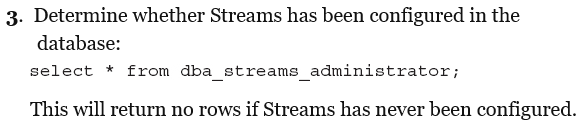 3. Determine whether Streams has been configured in the
database:
select * from dba_streams_administrator;
This will return no rows if Streams has never been configured.